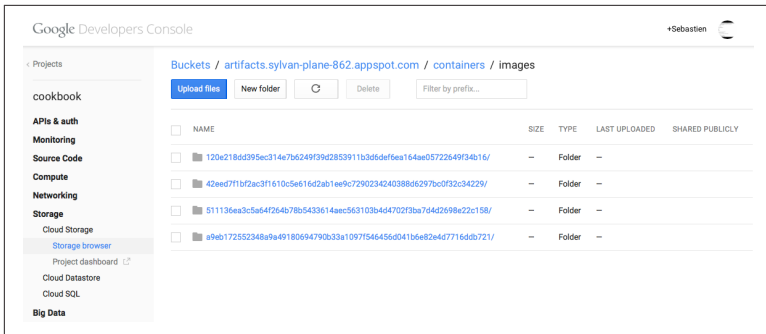 Google Developers Console
+Sebastien
< Projects
Buckets / artifacts.sylvan-plane-862.appspot.com / containers / images
Upload files New folder Delete Filter by prefix...
cookbook
APIs & auth
Monitoring
Source Code
Compute
Networking
Storage
Cloud Storage
Storage browser
Project dashboard
Cloud Datastore
Cloud SQL
Big Data
NAME SIZE TYPE LAST UPLOADED SHARED PUBLICLY
120e218dd395ec314e7b6249f39d2853911b3d6def6ea164ae05722649f34b16/ – Folder –
42eed7f1bf2ac3f1610c5e616d2ab1ee9c7290234240388d6297bc0f32c34229/ – Folder –
511136ea3c5a64f264b78b5433614aec563103b4d4702f3ba7d4d2698e22c158/ – Folder –
a9eb172552348a9a49180694790b33a1097f546456d041b6e82e4d7716ddb721/ – Folder –